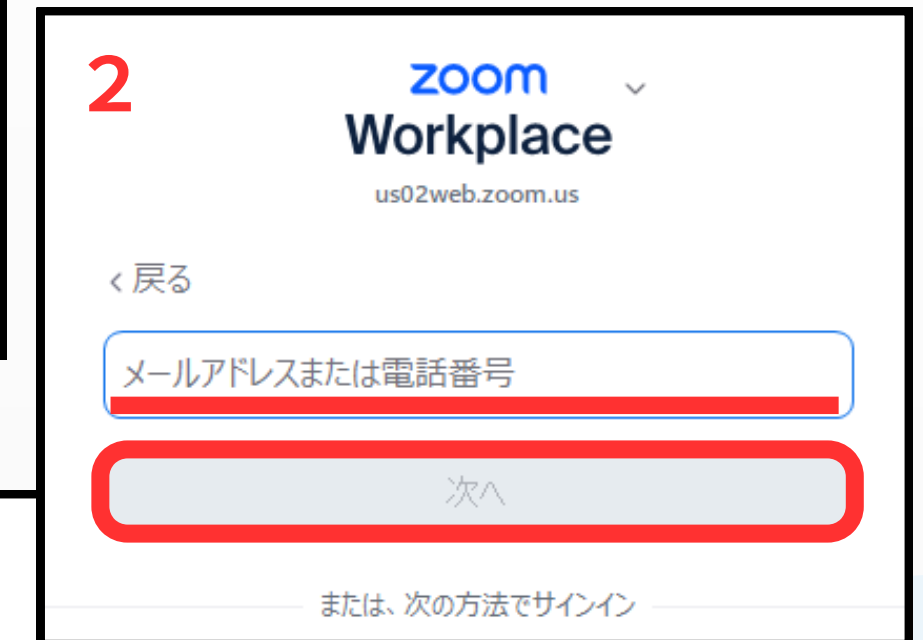 2
zoom
Workplace
us02web.zoom.us
戻る
メールアドレスまたは電話番号
次へ
または、次の方法でサインイン